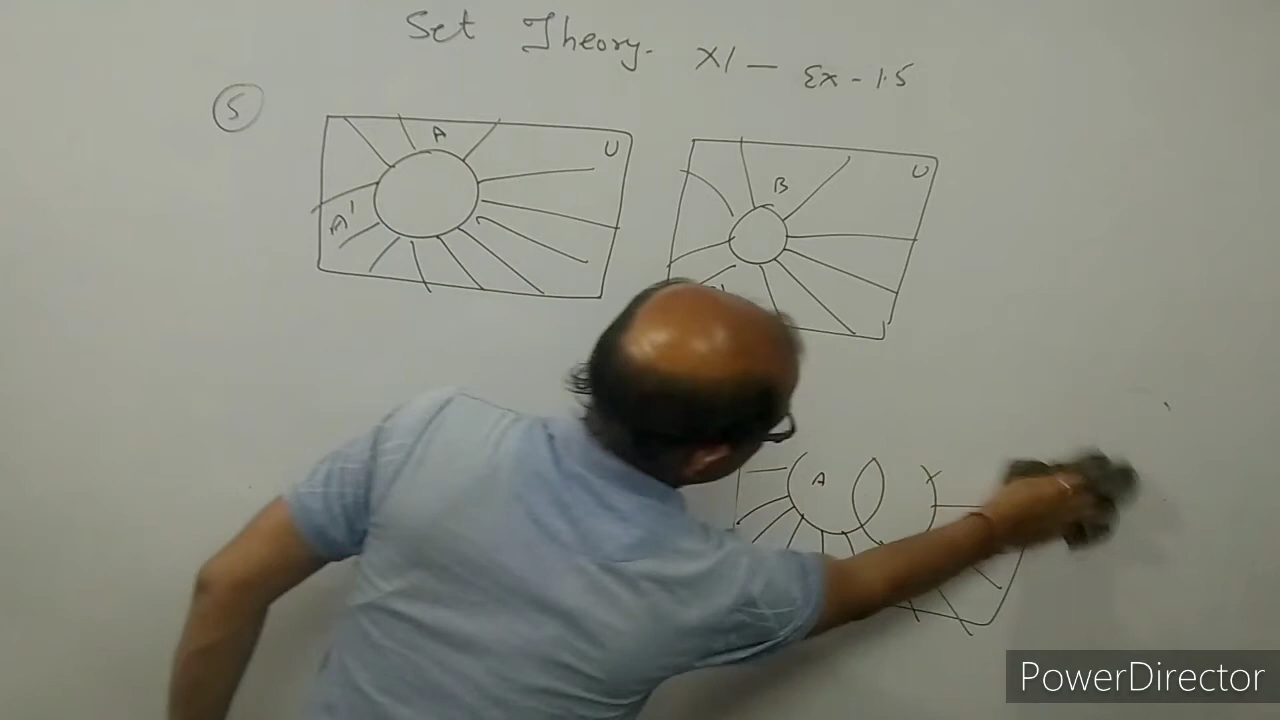 Set Theory. XI — Ex - 1.5
5
A
U
A'
B
U
A
PowerDirector